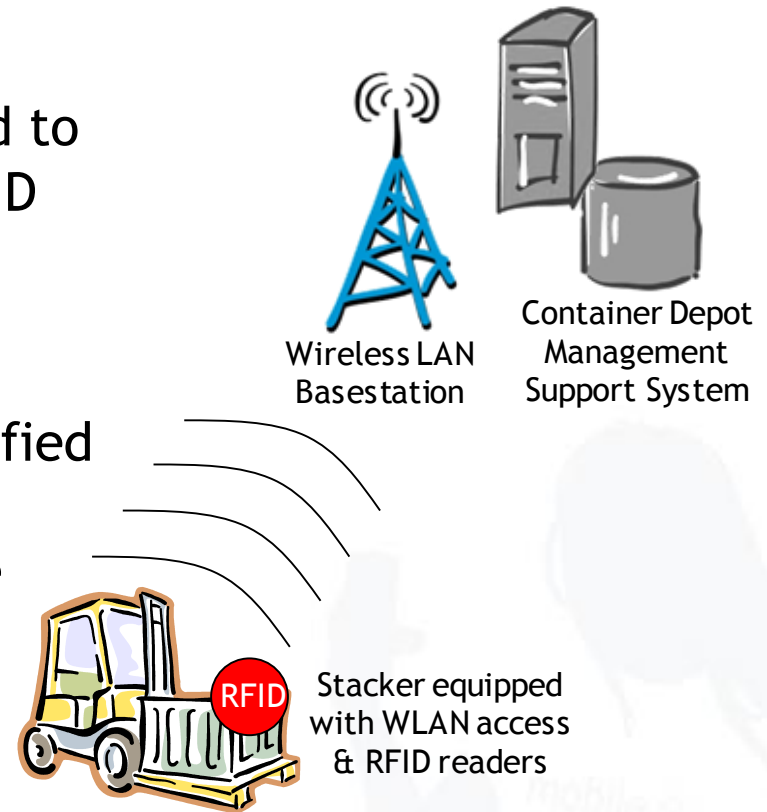 d to
D
Container Depot
Management
Support System
Wireless LAN
Basestation
fied
RFID
Stacker equipped
with WLAN access
& RFID readers